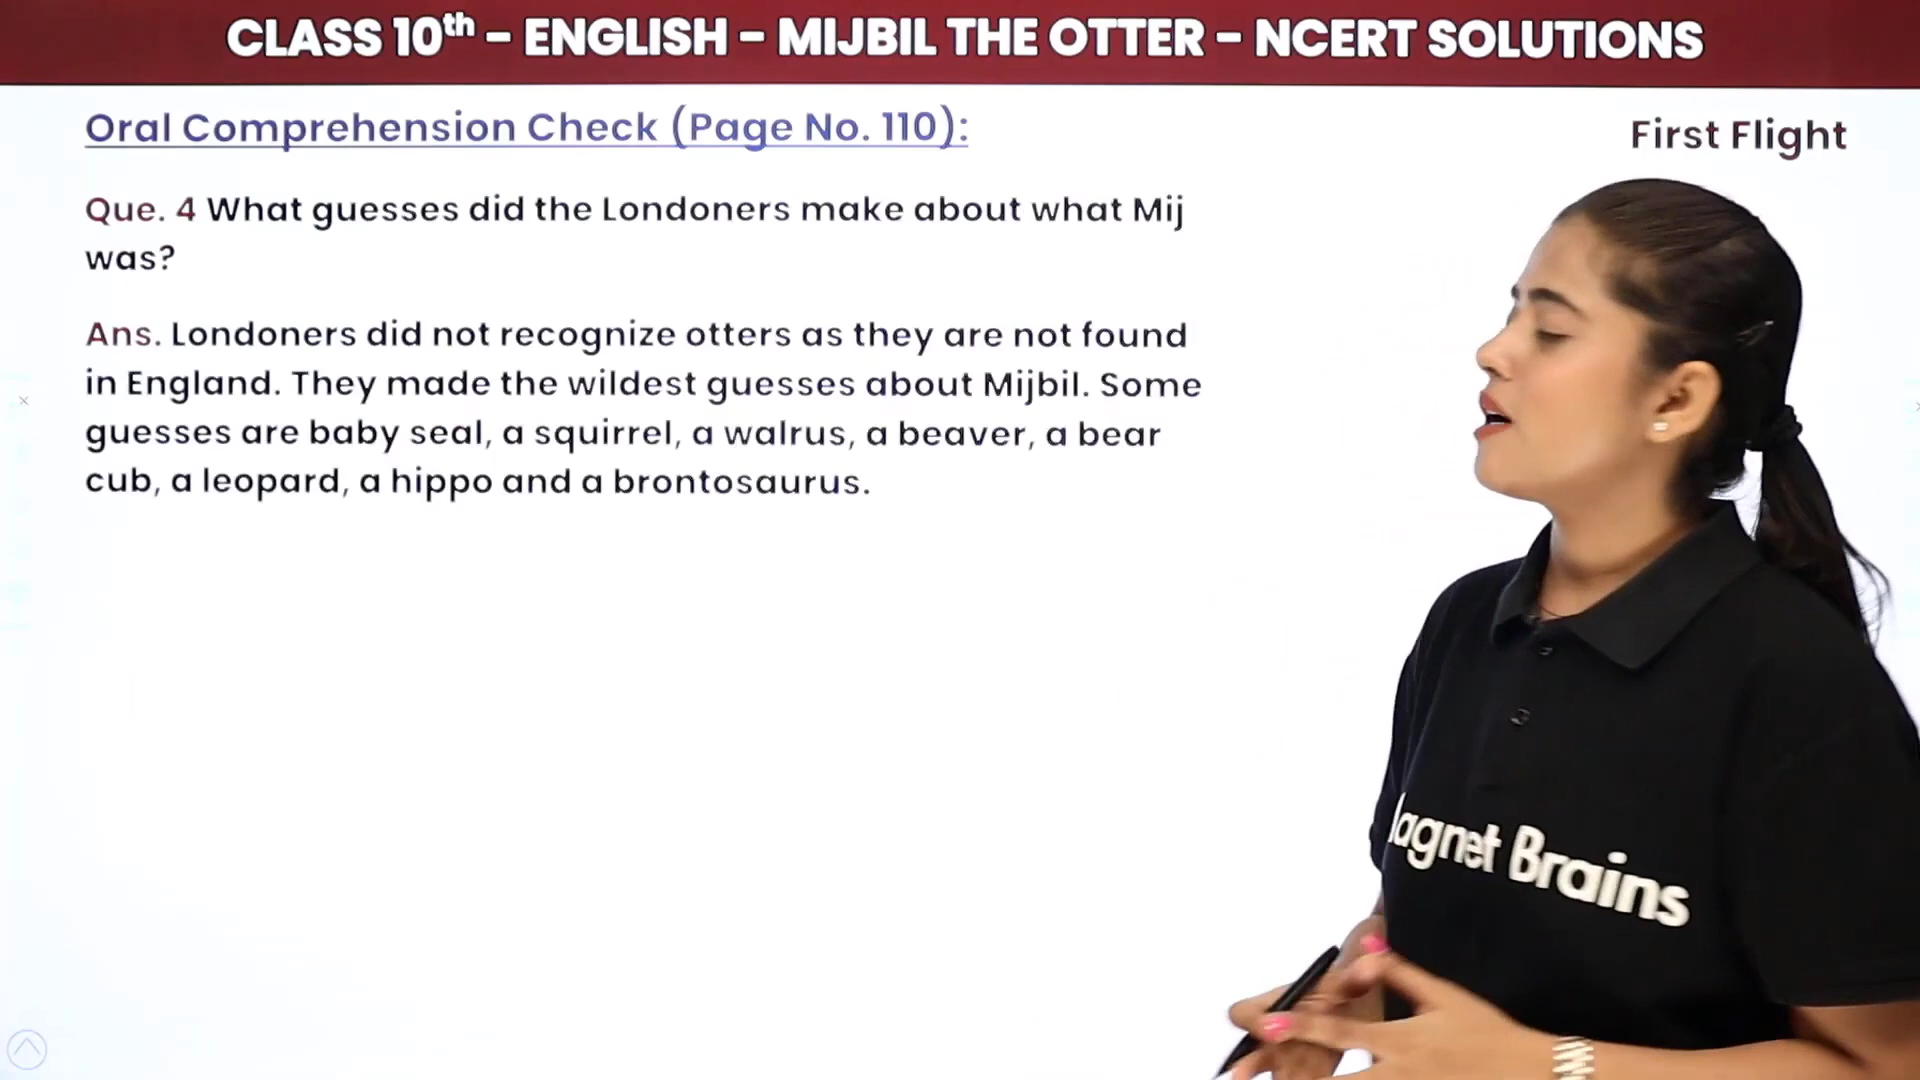 CLASS 10th – ENGLISH – MIJBIL THE OTTER – NCERT SOLUTIONS
Oral Comprehension Check (Page No. 110):
First Flight
Que. 4 What guesses did the Londoners make about what Mij
was?
Ans. Londoners did not recognize otters as they are not found
in England. They made the wildest guesses about Mijbil. Some
guesses are baby seal, a squirrel, a walrus, a beaver, a bear
cub, a leopard, a hippo and a brontosaurus.
agnet Brains